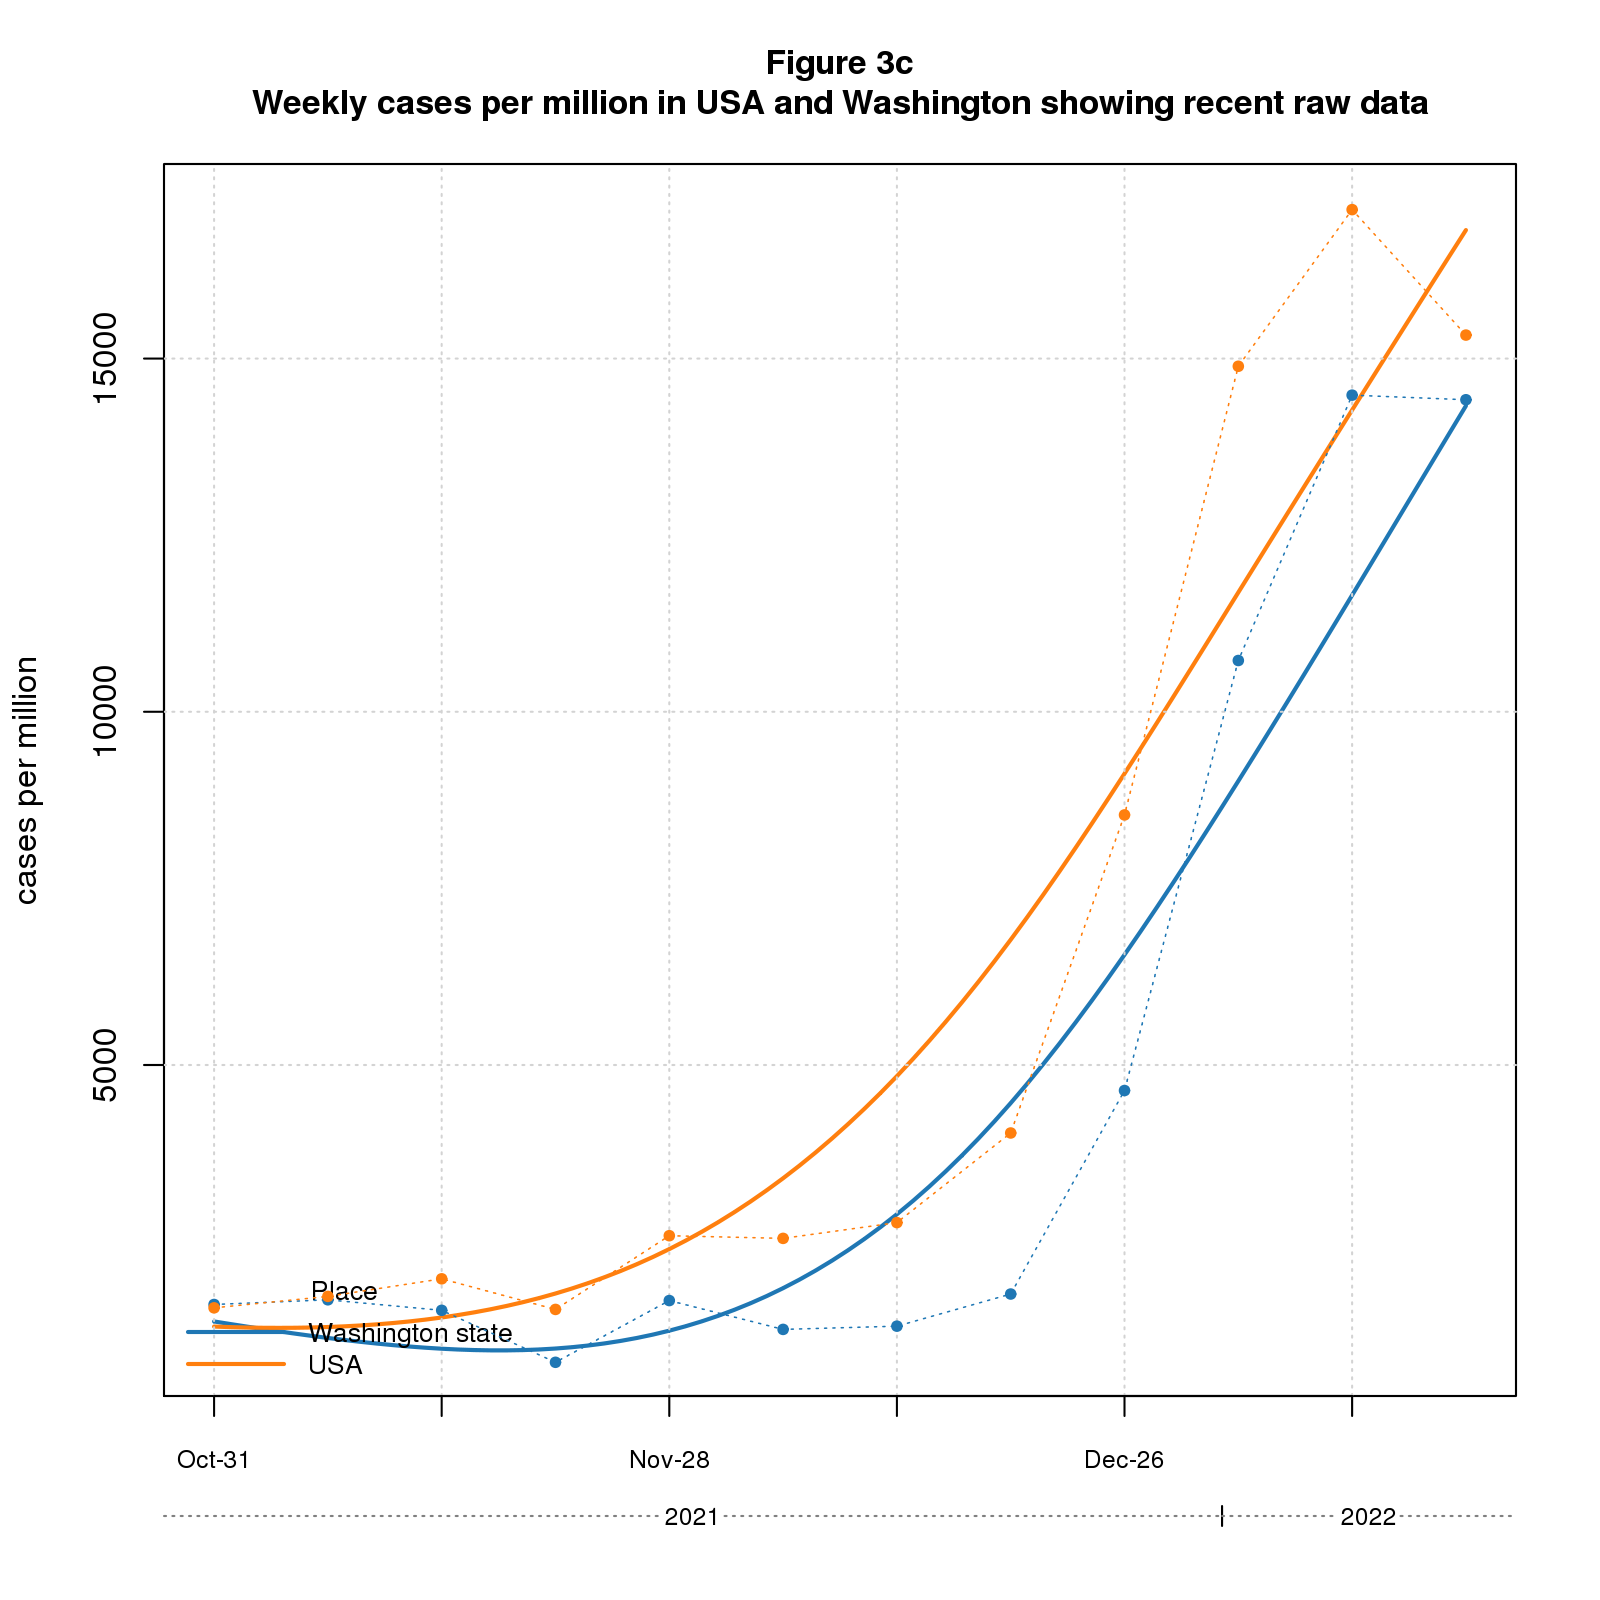 Figure 3c
Weekly cases per million in USA and Washington showing recent raw data
cases per million
15000
10000
5000
Place
Washington state
USA
Oct-31
Nov-28
Dec-26
2021
2022